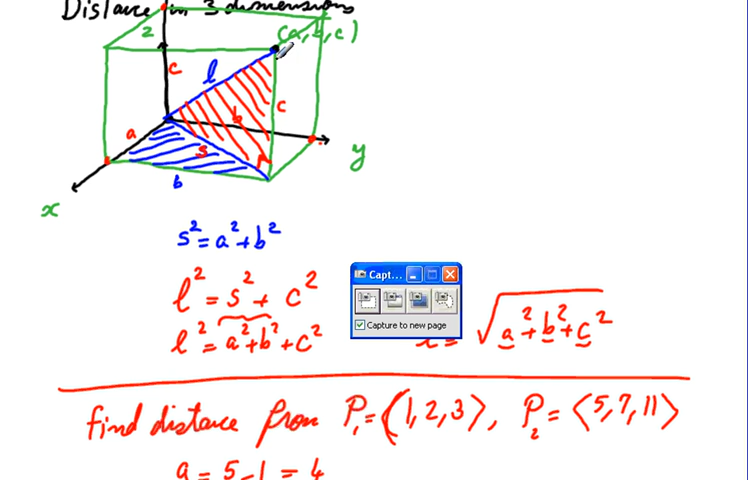 Distance in 3 dimensions
2
(a, b, c)
c
l
a
b
c
s
b
y
x
s² = a² + b²
l² = s² + c²
l² = a² + b² + c²
l = √a² + b² + c²
Capt...
Capture to new page
find distance from P₁ = (1, 2, 3), P₂ = <5, 7, 11>
a = 5 - 1 = 4